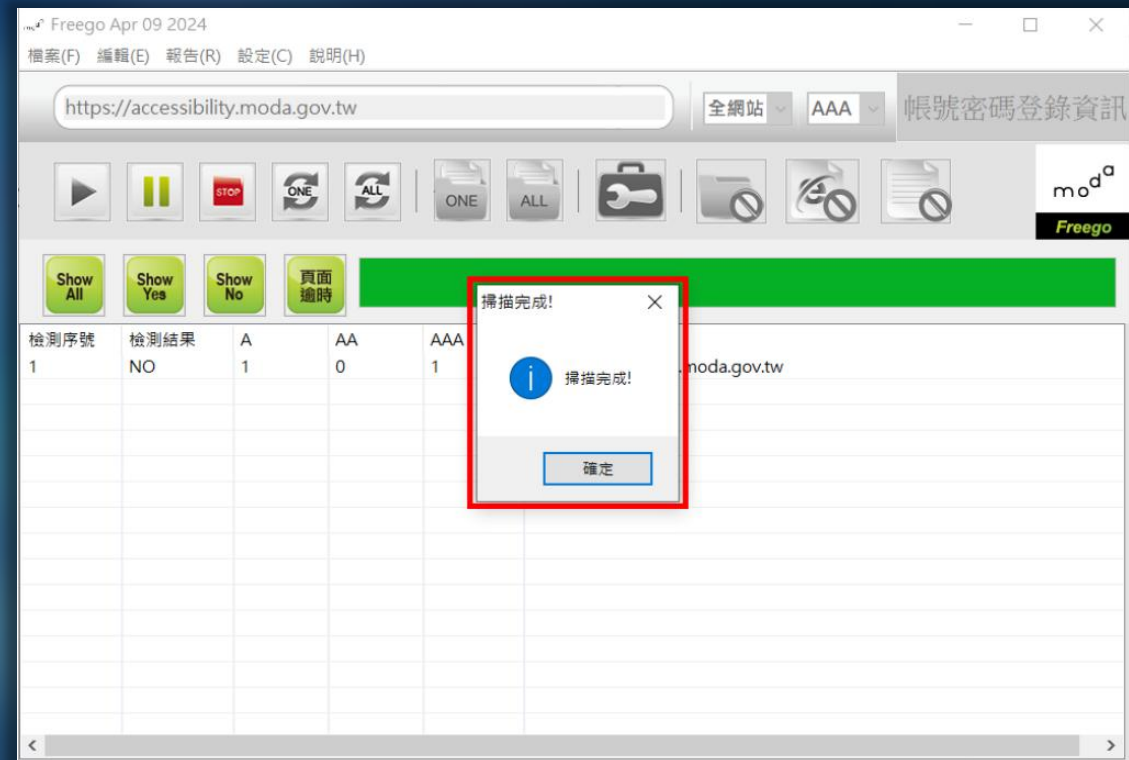 Freego Apr 09 2024
檔案(F) 編輯(E) 報告(R) 設定(C) 說明(H)
https://accessibility.moda.gov.tw 全網站 AAA 帳號密碼登錄資訊
STOP ONE ALL ONE ALL moda
Freego
Show All Show Yes Show No 頁面逾時
掃描完成!
檢測序號 檢測結果 A AA AAA
1 NO 1 0 1 .moda.gov.tw
掃描完成!
確定